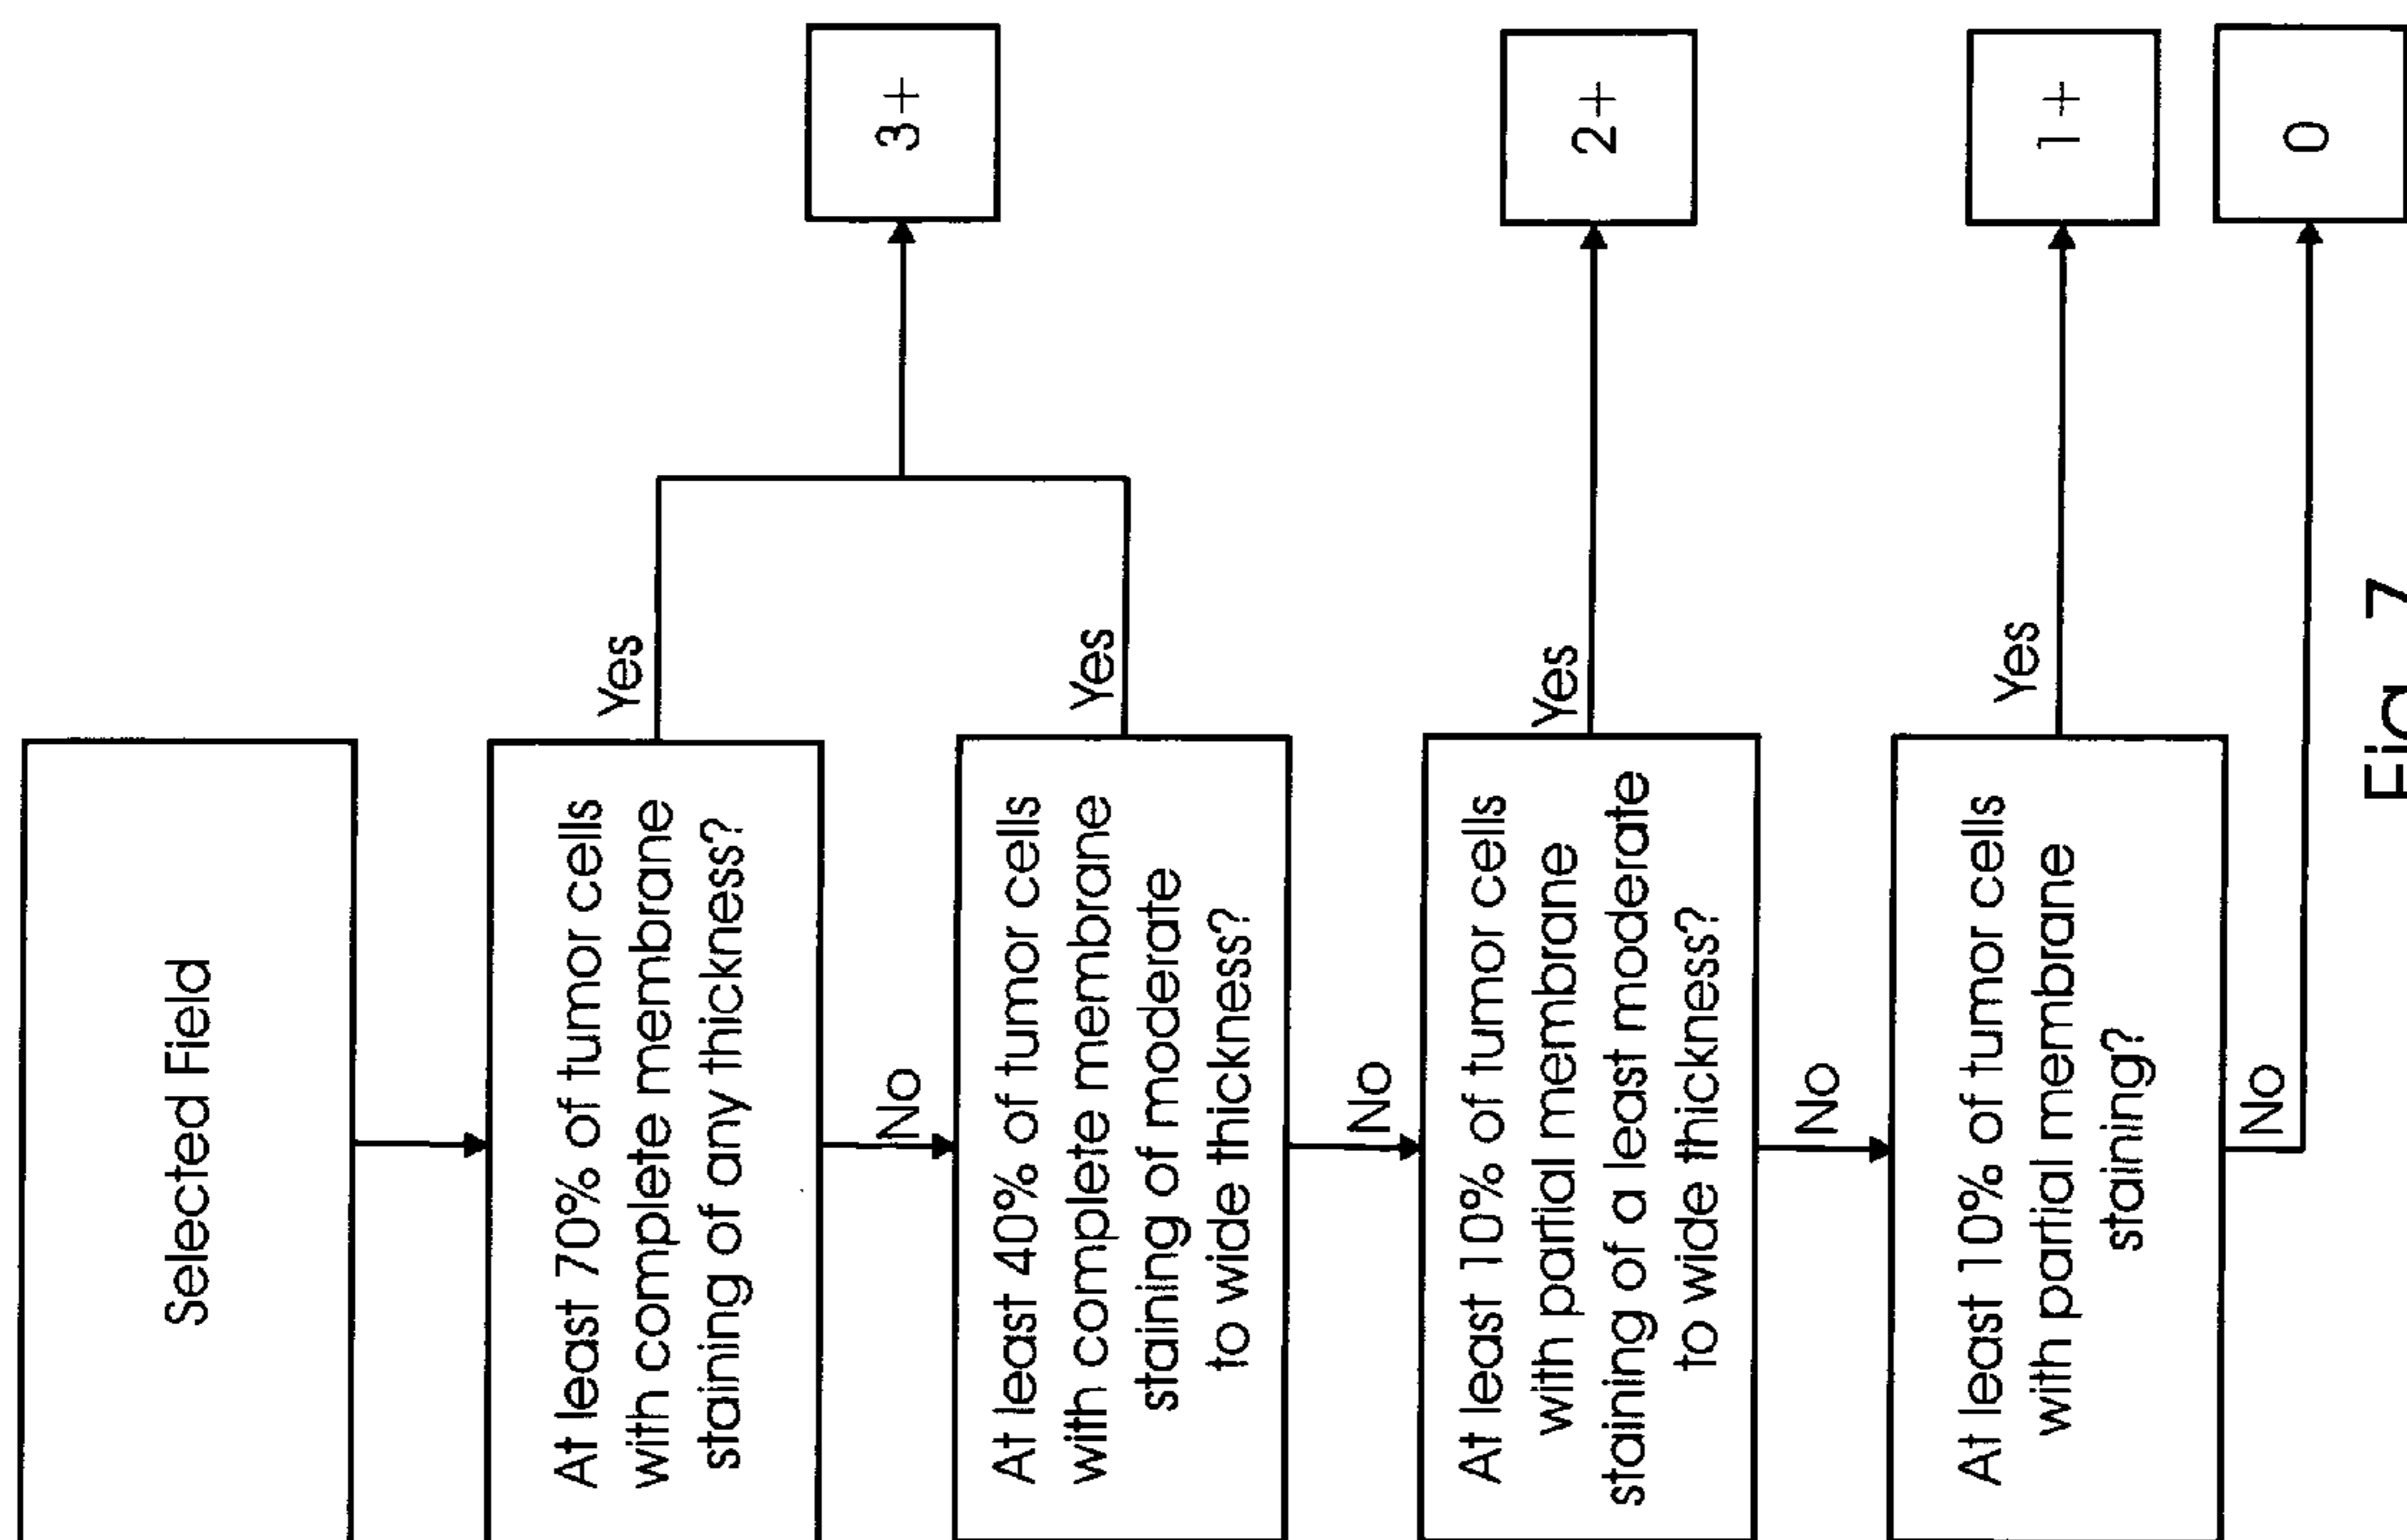 Selected Field
At least 70% of tumor cells
with complete membrane
staining of any thickness?
Yes
No
At least 40% of tumor cells
with complete membrane
staining of moderate
to wide thickness?
Yes
3+
No
At least 10% of tumor cells
with partial membrane
staining of a least moderate
to wide thickness?
Yes
2+
No
At least 10% of tumor cells
with partial membrane
staining?
Yes
1+
No
0
Fig. 7